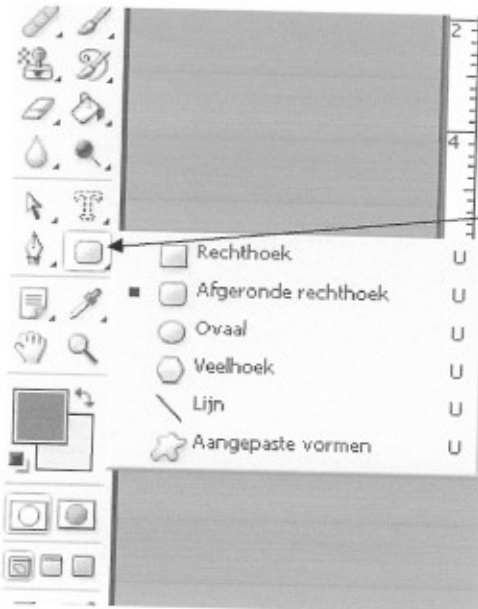 2
4
Rechthoek U
Afgeronde rechthoek U
Ovaal U
Veelhoek U
Lijn U
Aangepaste vormen U